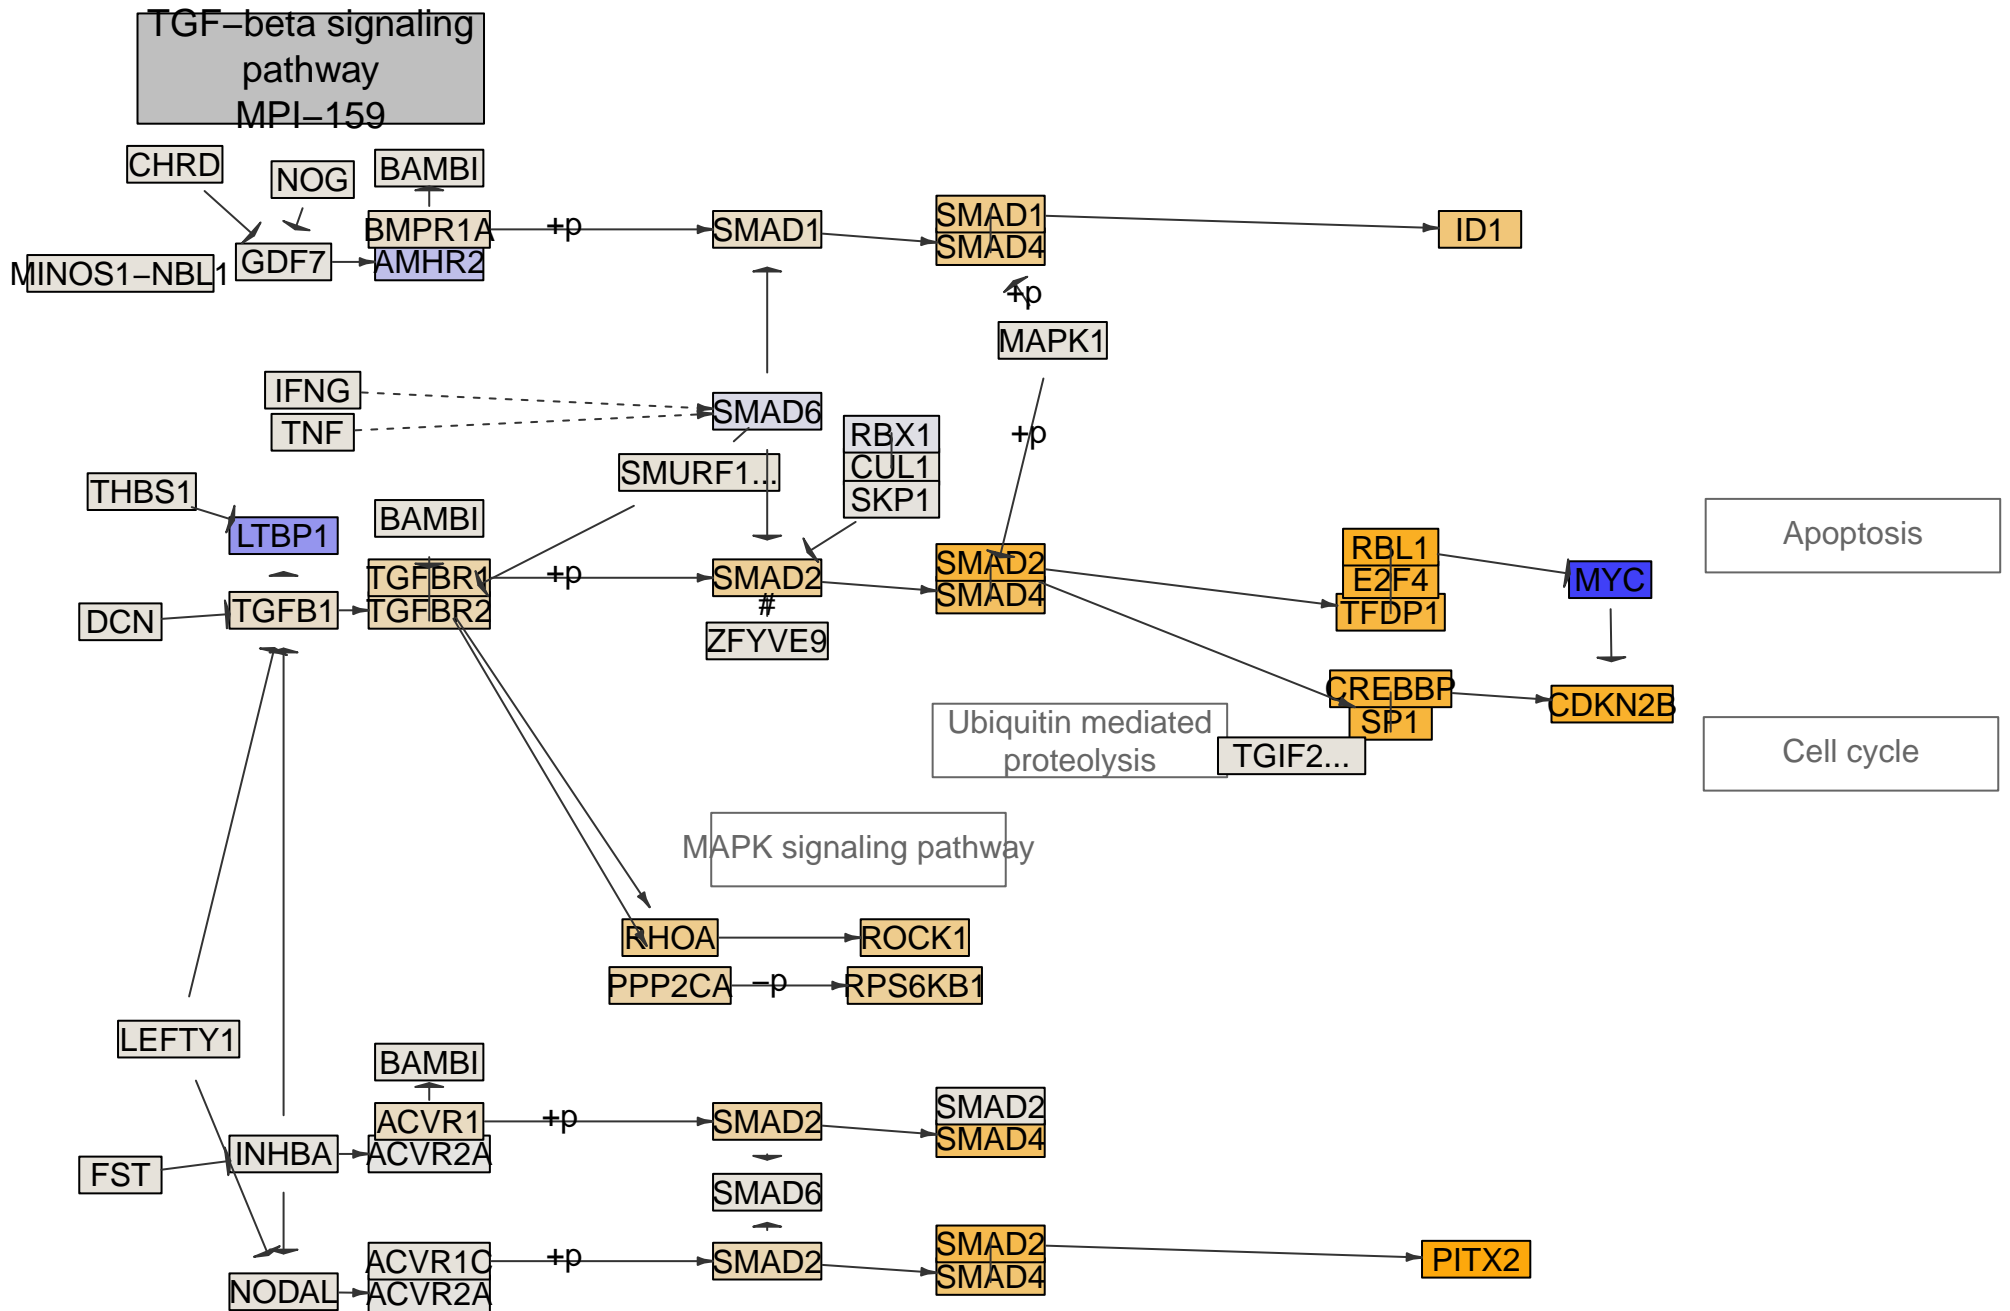 TGF−beta signaling
pathway
MPI−159
CHRD
NOG
BAMBI
BMPR1A
AMHR2
GDF7
MINOS1−NBL1
+p
SMAD1
SMAD1
SMAD4
ID1
+p
MAPK1
IFNG
TNF
SMAD6
RBX1
CUL1
SKP1
+p
SMURF1...
THBS1
LTBP1
BAMBI
TGFBR1
TGFBR2
+p
SMAD2
#
ZFYVE9
SMAD2
SMAD4
RBL1
E2F4
TFDP1
MYC
Apoptosis
DCN
TGFB1
CREBBP
SP1
CDKN2B
Ubiquitin mediated
proteolysis
TGIF2...
Cell cycle
MAPK signaling pathway
RHOA
ROCK1
PPP2CA
−p
RPS6KB1
LEFTY1
BAMBI
ACVR1
ACVR2A
+p
SMAD2
SMAD2
SMAD4
INHBA
FST
SMAD6
ACVR1C
ACVR2A
+p
SMAD2
SMAD2
SMAD4
PITX2
NODAL